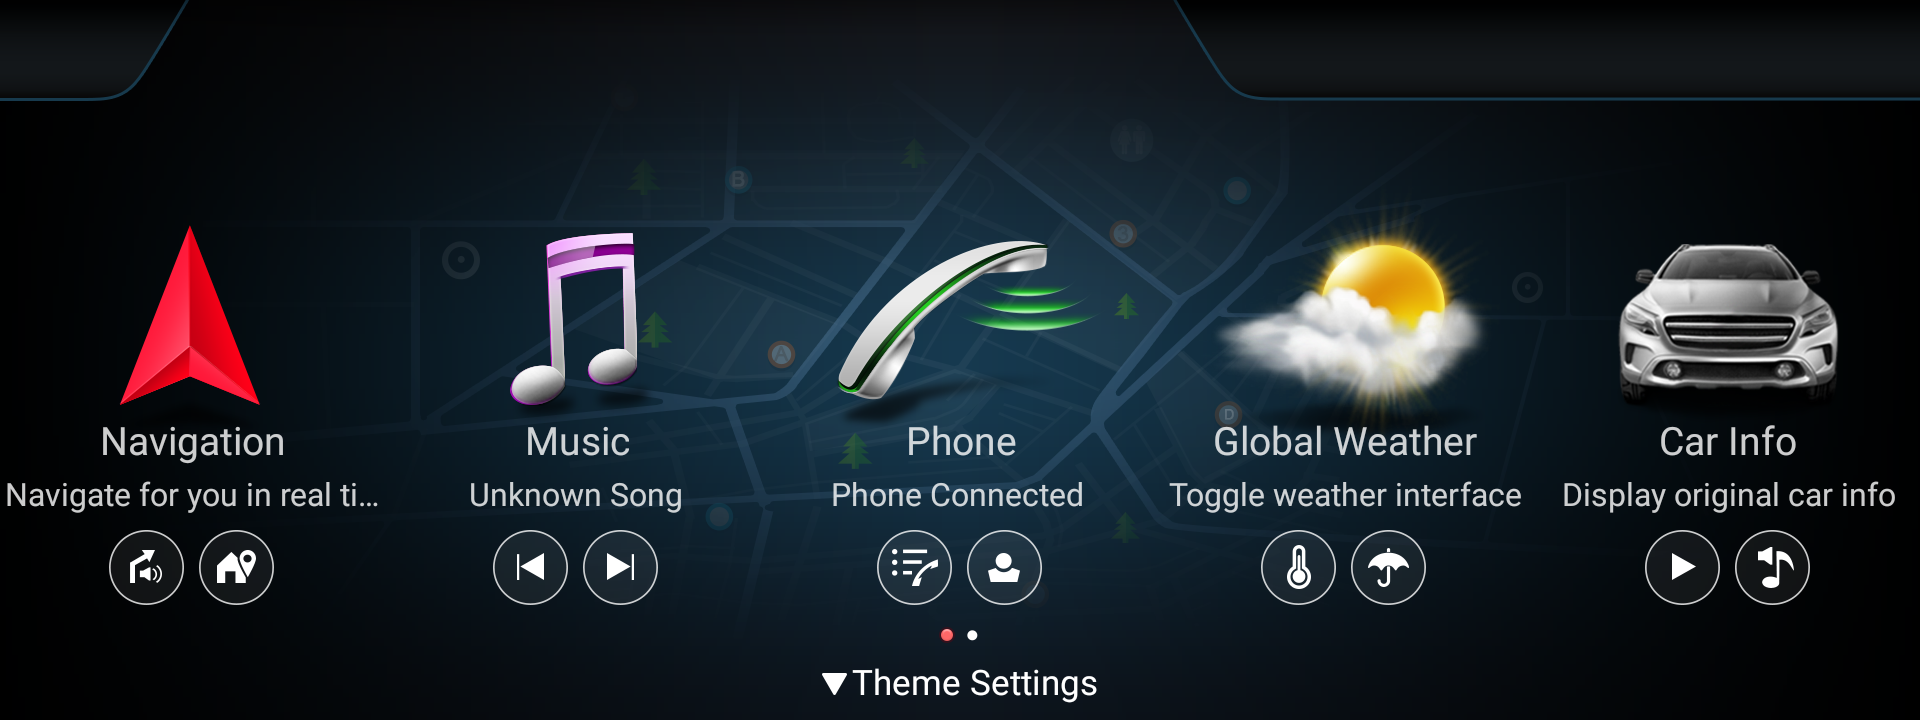 Navigation
Music
Phone
Global Weather
Car Info
Navigate for you in real ti...
Unknown Song
Phone Connected
Toggle weather interface
Display original car info
Theme Settings
B
3
A
D